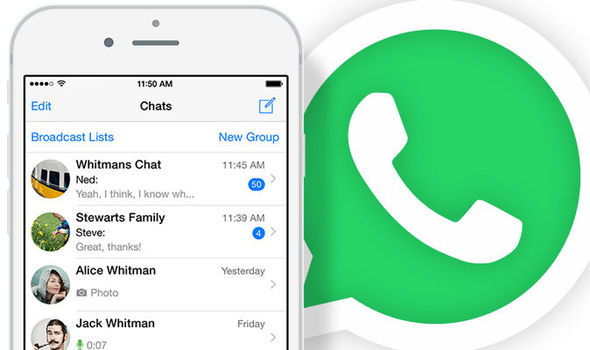 11:50 AM
Edit Chats
Broadcast Lists New Group
Whitmans Chat 11:45 AM
Ned: 50
Yeah, I think, I know wh...
Stewarts Family 11:39 AM
Steve: 4
Great, thanks!
Alice Whitman Yesterday
Photo
Jack Whitman Friday
0:07